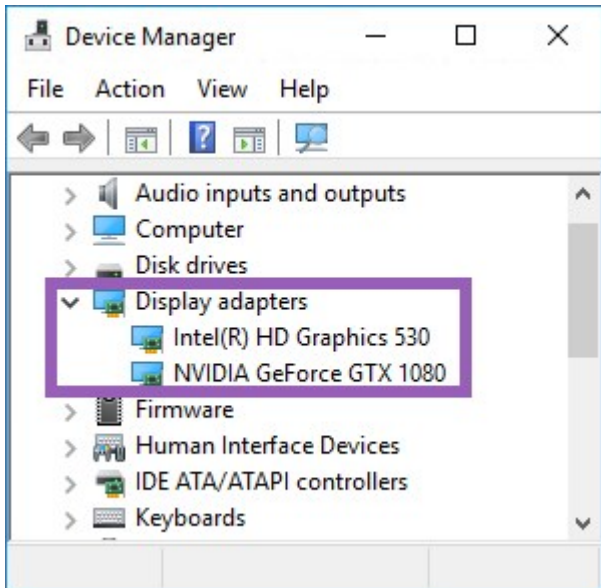 Device Manager
File Action View Help
Audio inputs and outputs
Computer
Disk drives
Display adapters
Intel(R) HD Graphics 530
NVIDIA GeForce GTX 1080
Firmware
Human Interface Devices
IDE ATA/ATAPI controllers
Keyboards